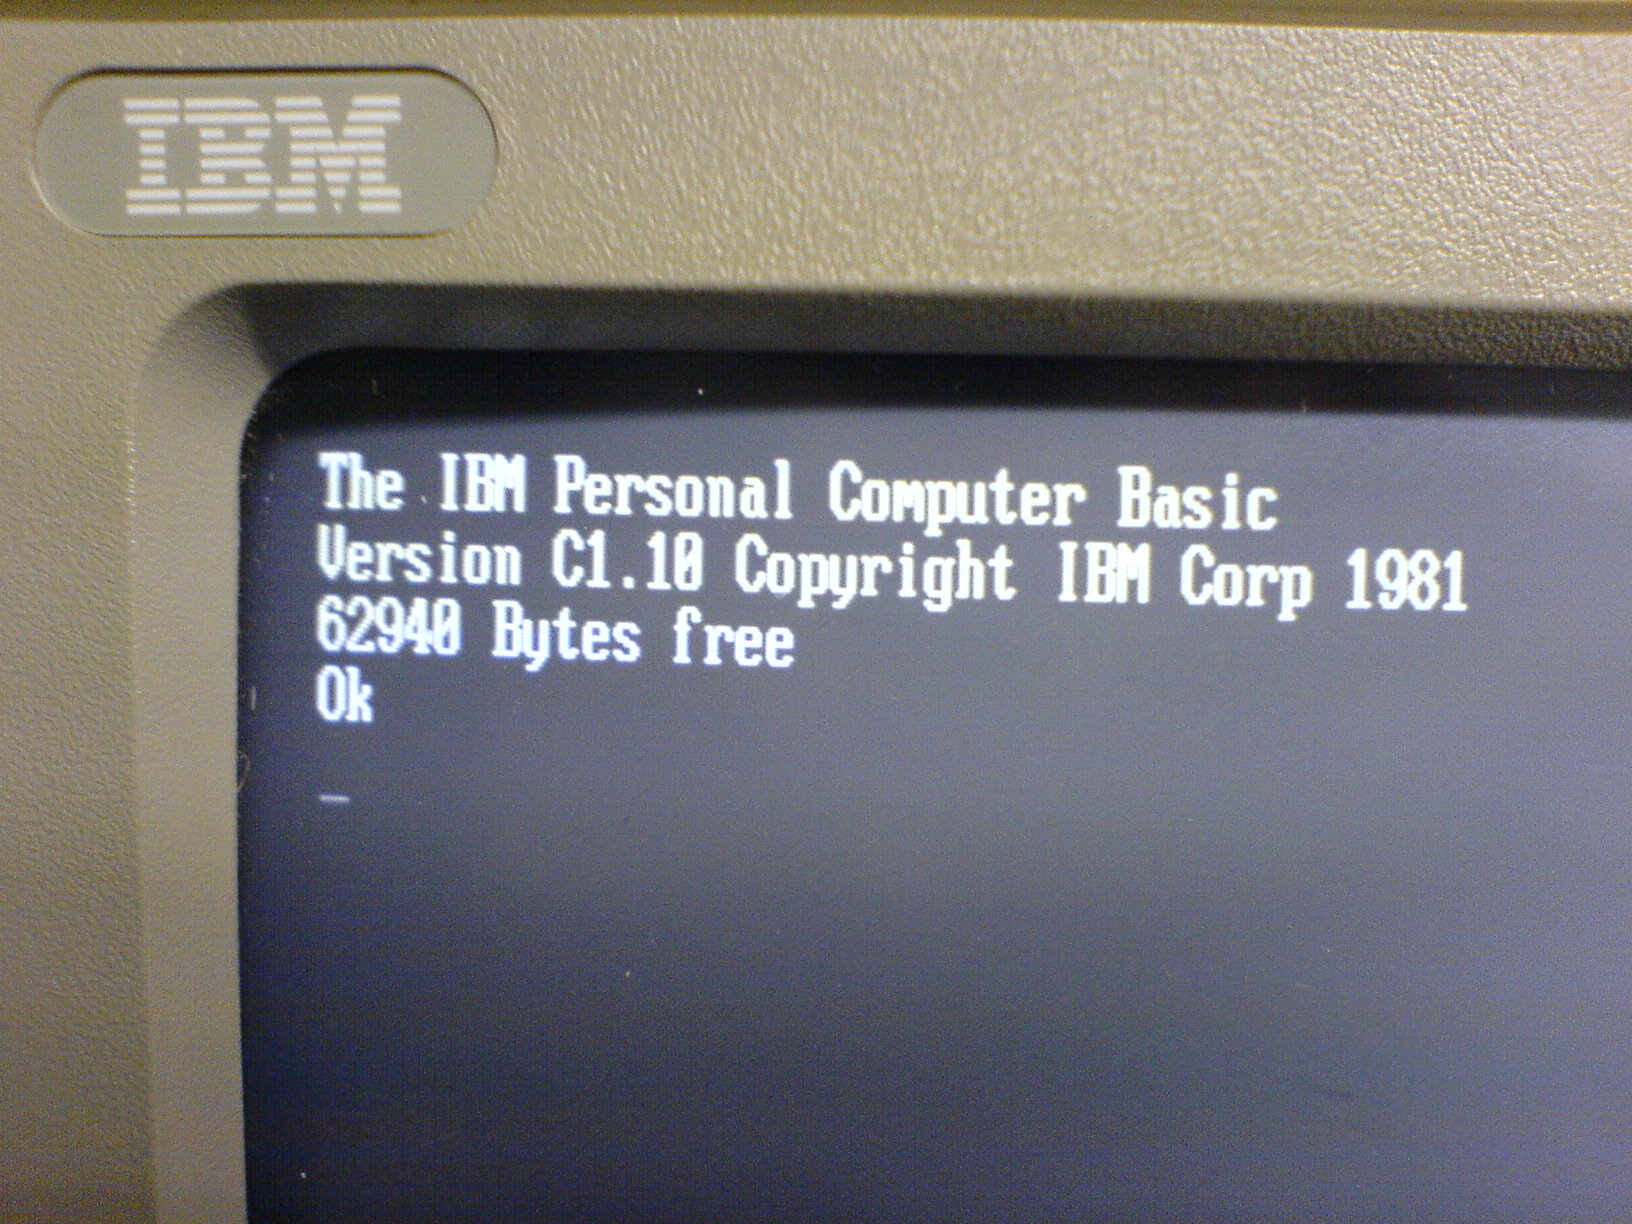 IBM
The IBM Personal Computer Basic
Version C1.10 Copyright IBM Corp 1981
62940 Bytes free
Ok
_